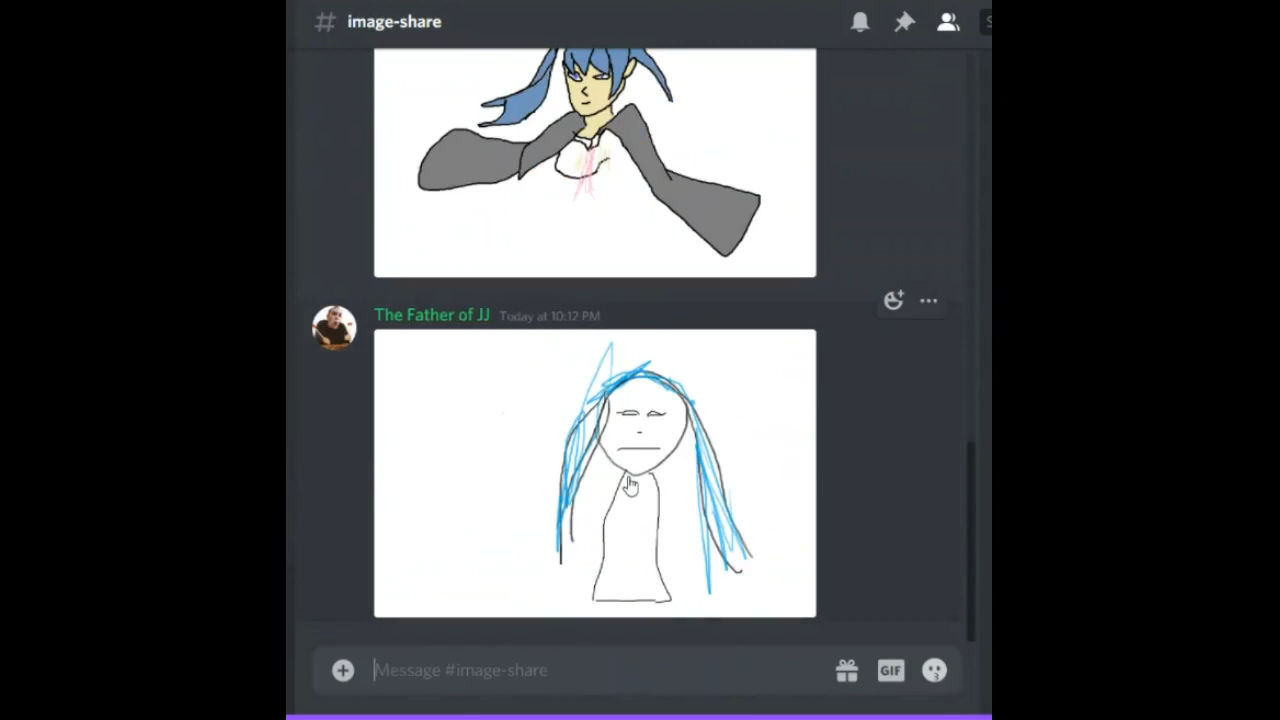 # image-share
The Father of JJ Today at 10:12 PM
Message #image-share
GIF